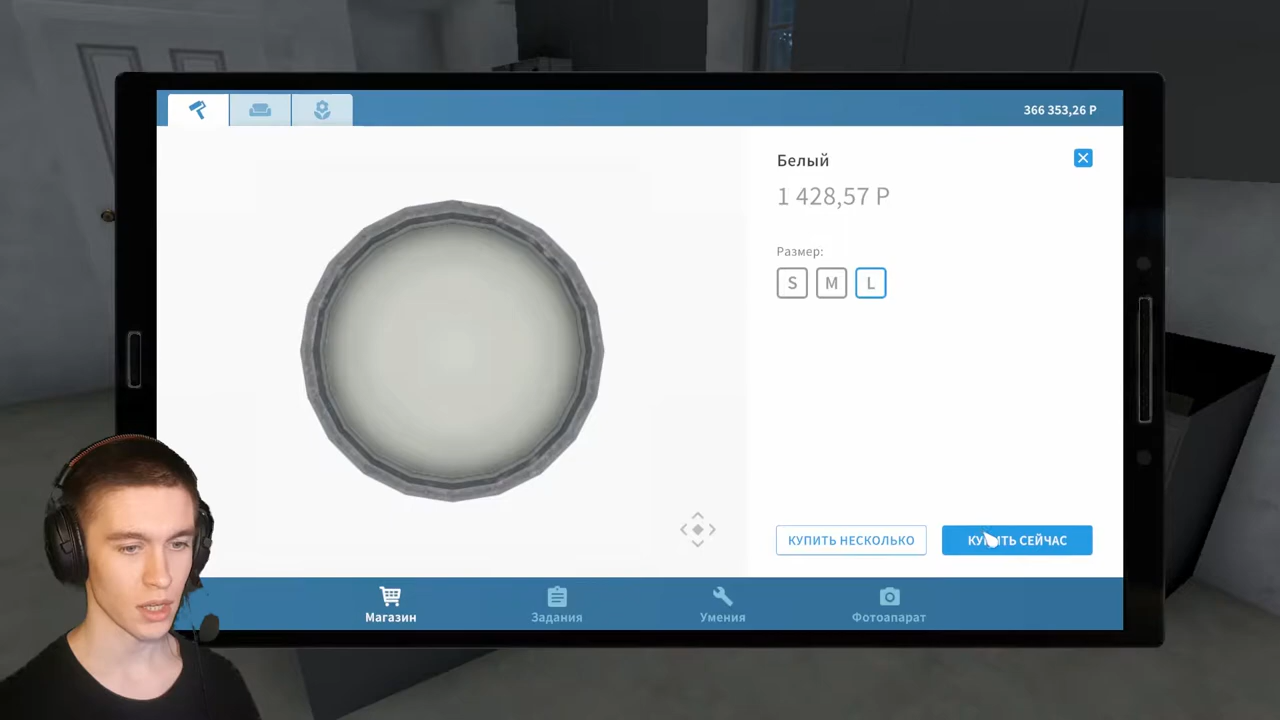 366 353,26 Р
Белый
1 428,57 Р
Размер:
S M L
КУПИТЬ НЕСКОЛЬКО
КУПИТЬ СЕЙЧАС
Магазин
Задания
Умения
Фотоапарат